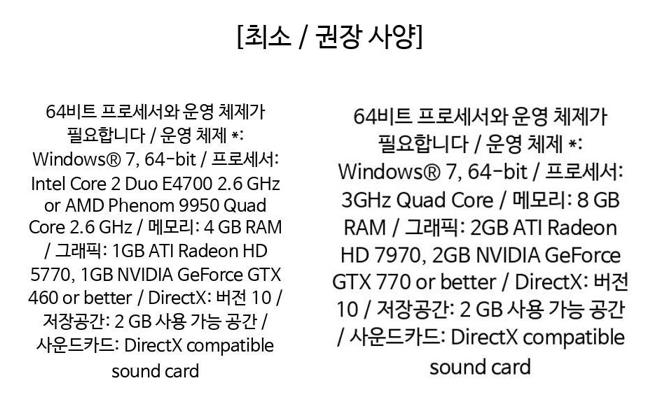 [최소 / 권장 사양]
64비트 프로세서와 운영 체제가
필요합니다 / 운영 체제 *:
Windows® 7, 64-bit / 프로세서:
Intel Core 2 Duo E4700 2.6 GHz
or AMD Phenom 9950 Quad
Core 2.6 GHz / 메모리: 4 GB RAM
/ 그래픽: 1GB ATI Radeon HD
5770, 1GB NVIDIA GeForce GTX
460 or better / DirectX: 버전 10 /
저장공간: 2 GB 사용 가능 공간 /
사운드카드: DirectX compatible
sound card
64비트 프로세서와 운영 체제가
필요합니다 / 운영 체제 *:
Windows® 7, 64-bit / 프로세서:
3GHz Quad Core / 메모리: 8 GB
RAM / 그래픽: 2GB ATI Radeon
HD 7970, 2GB NVIDIA GeForce
GTX 770 or better / DirectX: 버전
10 / 저장공간: 2 GB 사용 가능 공간
/ 사운드카드: DirectX compatible
sound card